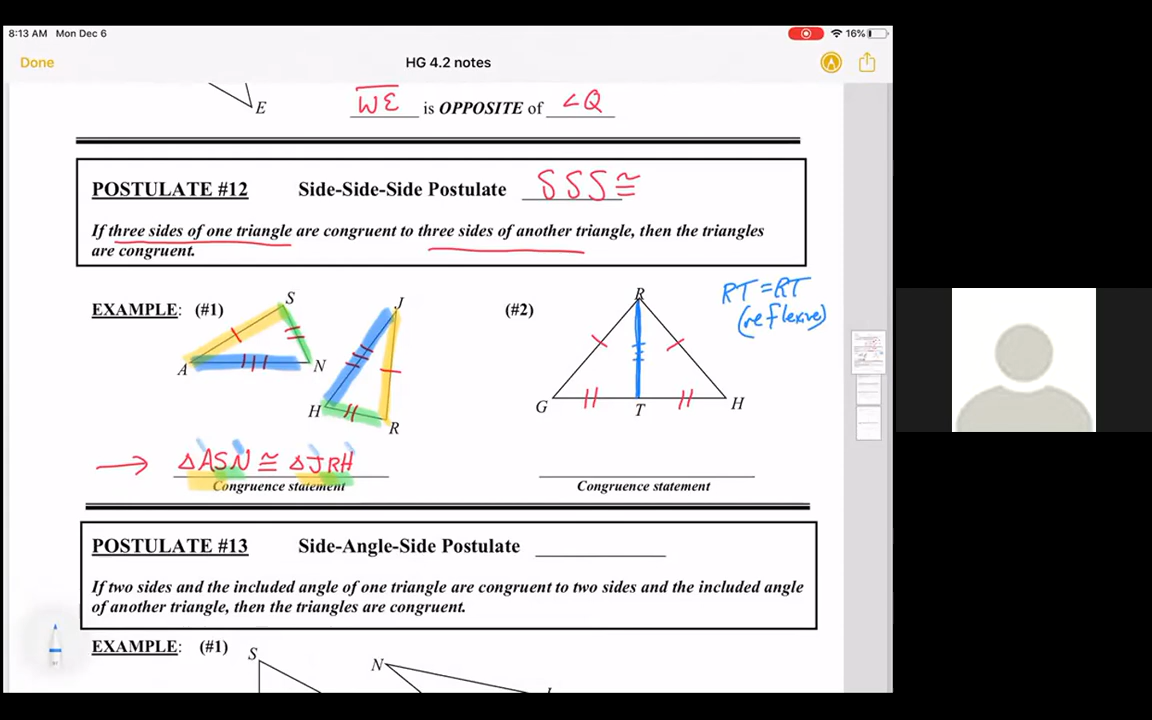 8:13 AM Mon Dec 6
16%
Done
HG 4.2 notes
E
WE is OPPOSITE of ∠Q
POSTULATE #12 Side-Side-Side Postulate SSS≅
If three sides of one triangle are congruent to three sides of another triangle, then the triangles
are congruent.
EXAMPLE: (#1)
S
A
N
J
H
R
△ASN ≅ △JRH
Congruence statement
(#2)
R
G
T
H
RT=RT
(reflexive)
Congruence statement
POSTULATE #13 Side-Angle-Side Postulate
If two sides and the included angle of one triangle are congruent to two sides and the included angle
of another triangle, then the triangles are congruent.
EXAMPLE: (#1)
S
N